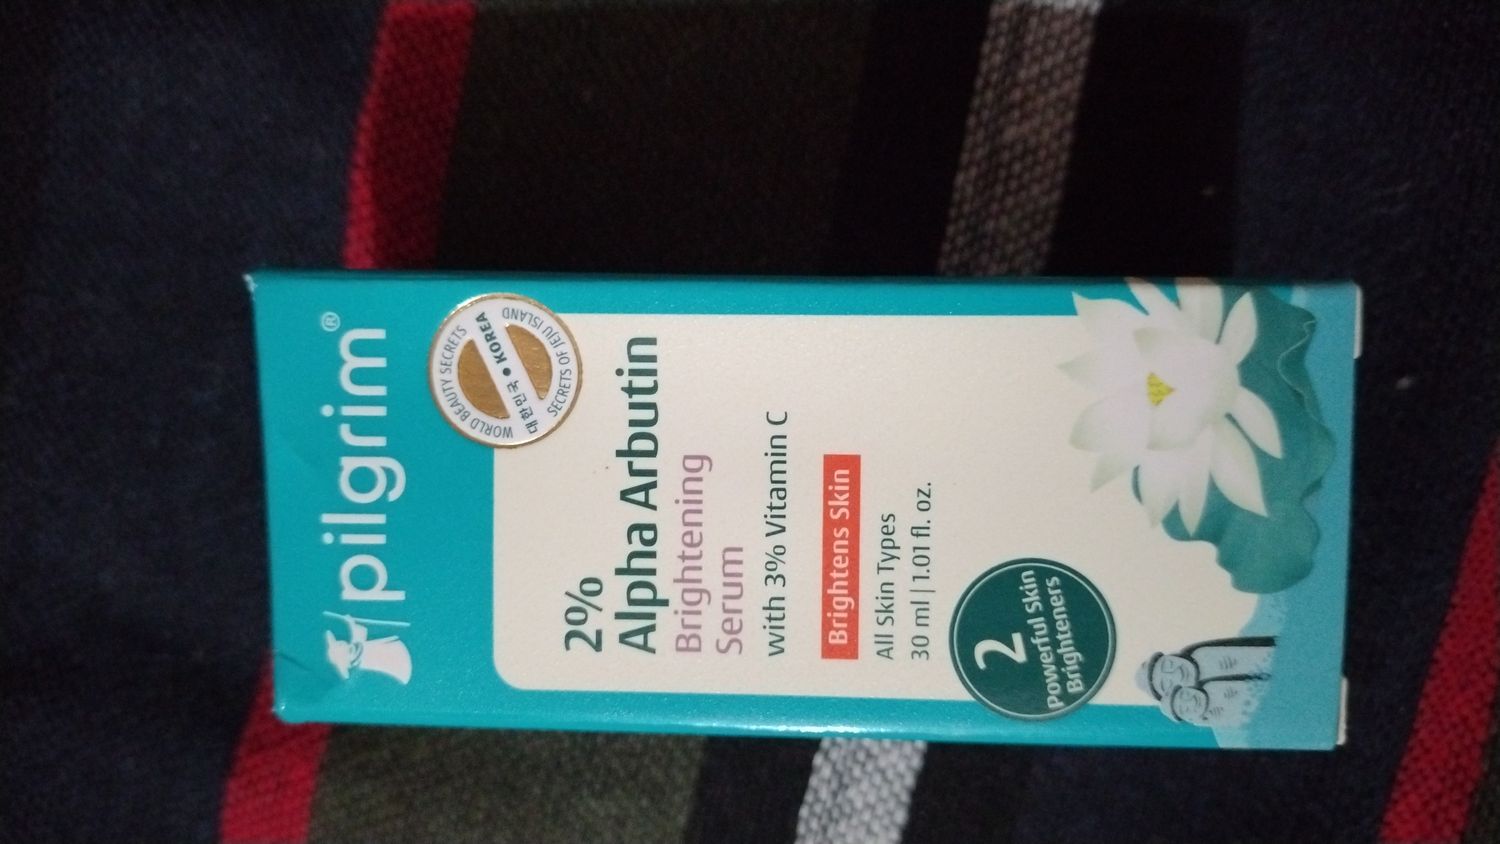 pilgrim®
WORLD BEAUTY SECRETS
대한민국 • KOREA
SECRETS OF JEJU ISLAND
2%
Alpha Arbutin
Brightening
Serum
with 3% Vitamin C
Brightens Skin
All Skin Types
30 ml | 1.01 fl. oz.
2
Powerful Skin
Brighteners